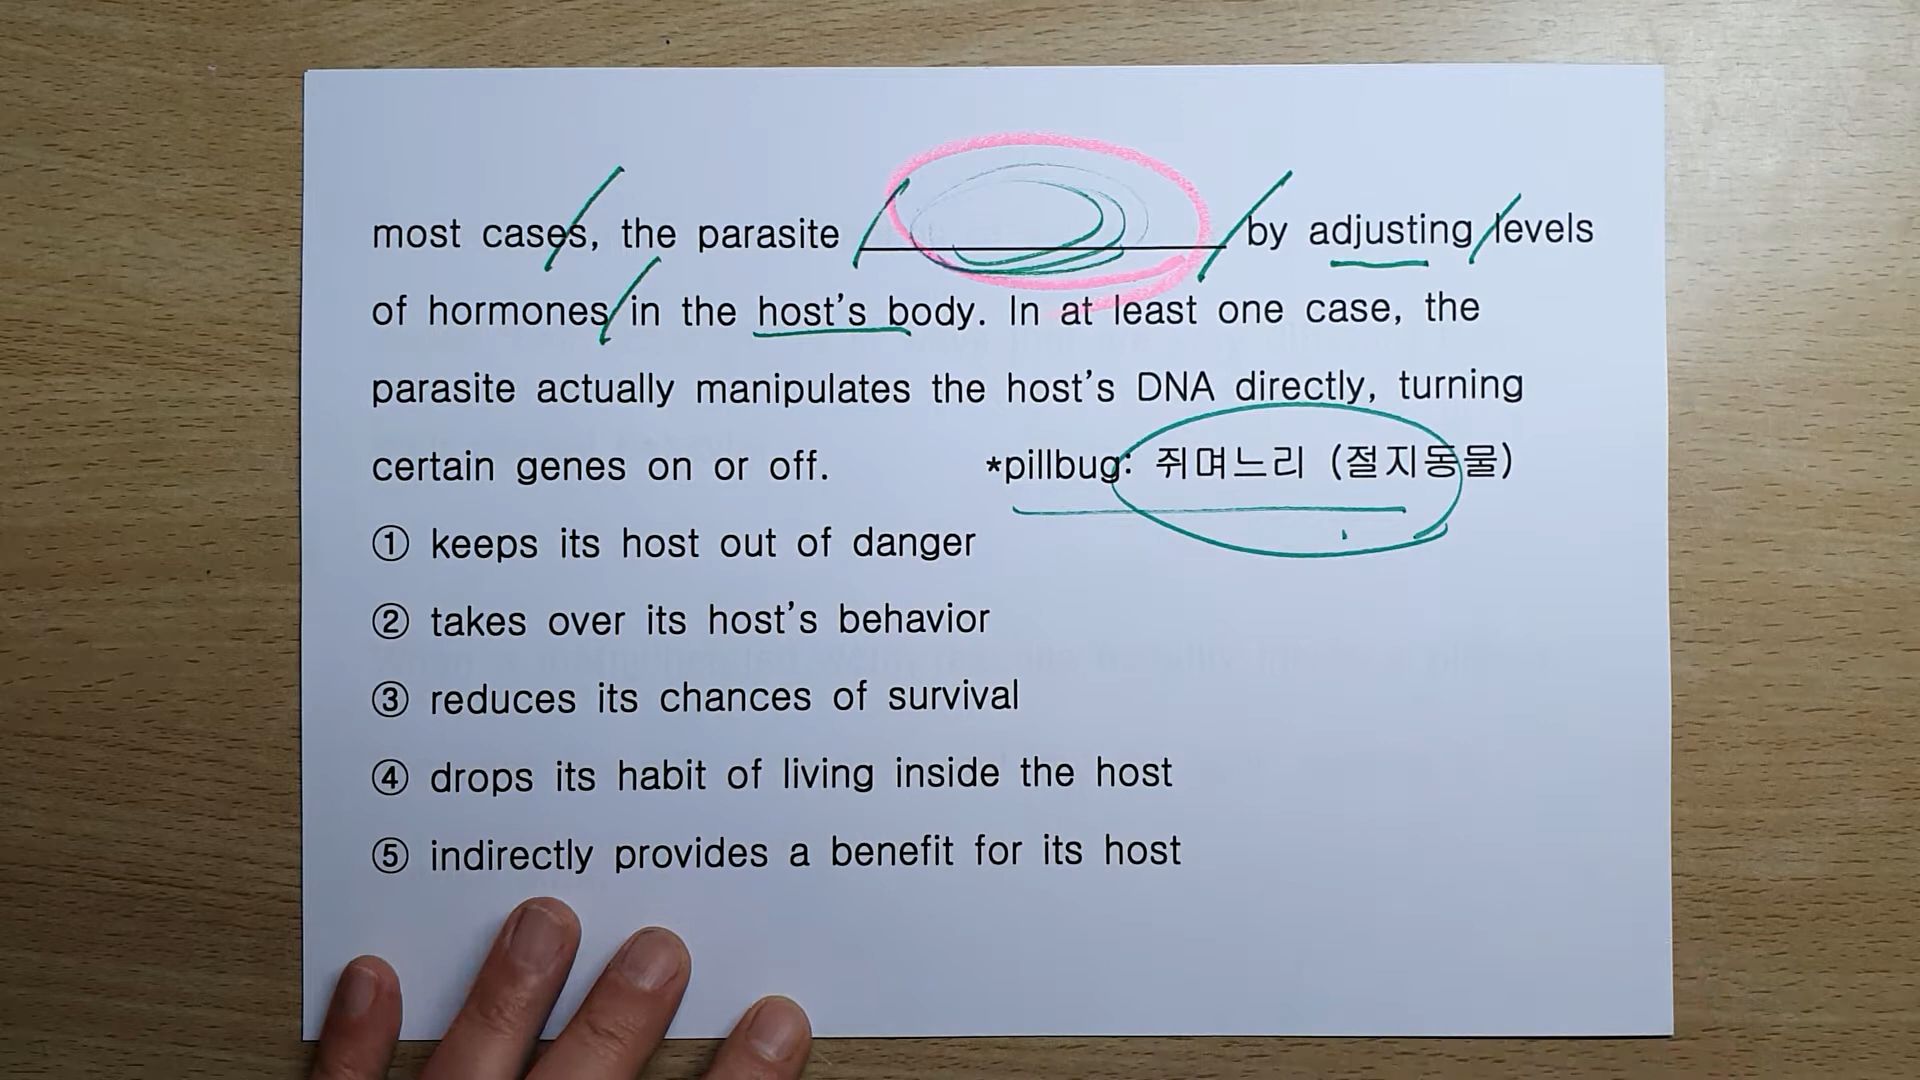 most cases, the parasite __________ by adjusting levels
of hormones in the host's body. In at least one case, the
parasite actually manipulates the host's DNA directly, turning
certain genes on or off. *pillbug: 쥐며느리 (절지동물)
① keeps its host out of danger
② takes over its host's behavior
③ reduces its chances of survival
④ drops its habit of living inside the host
⑤ indirectly provides a benefit for its host